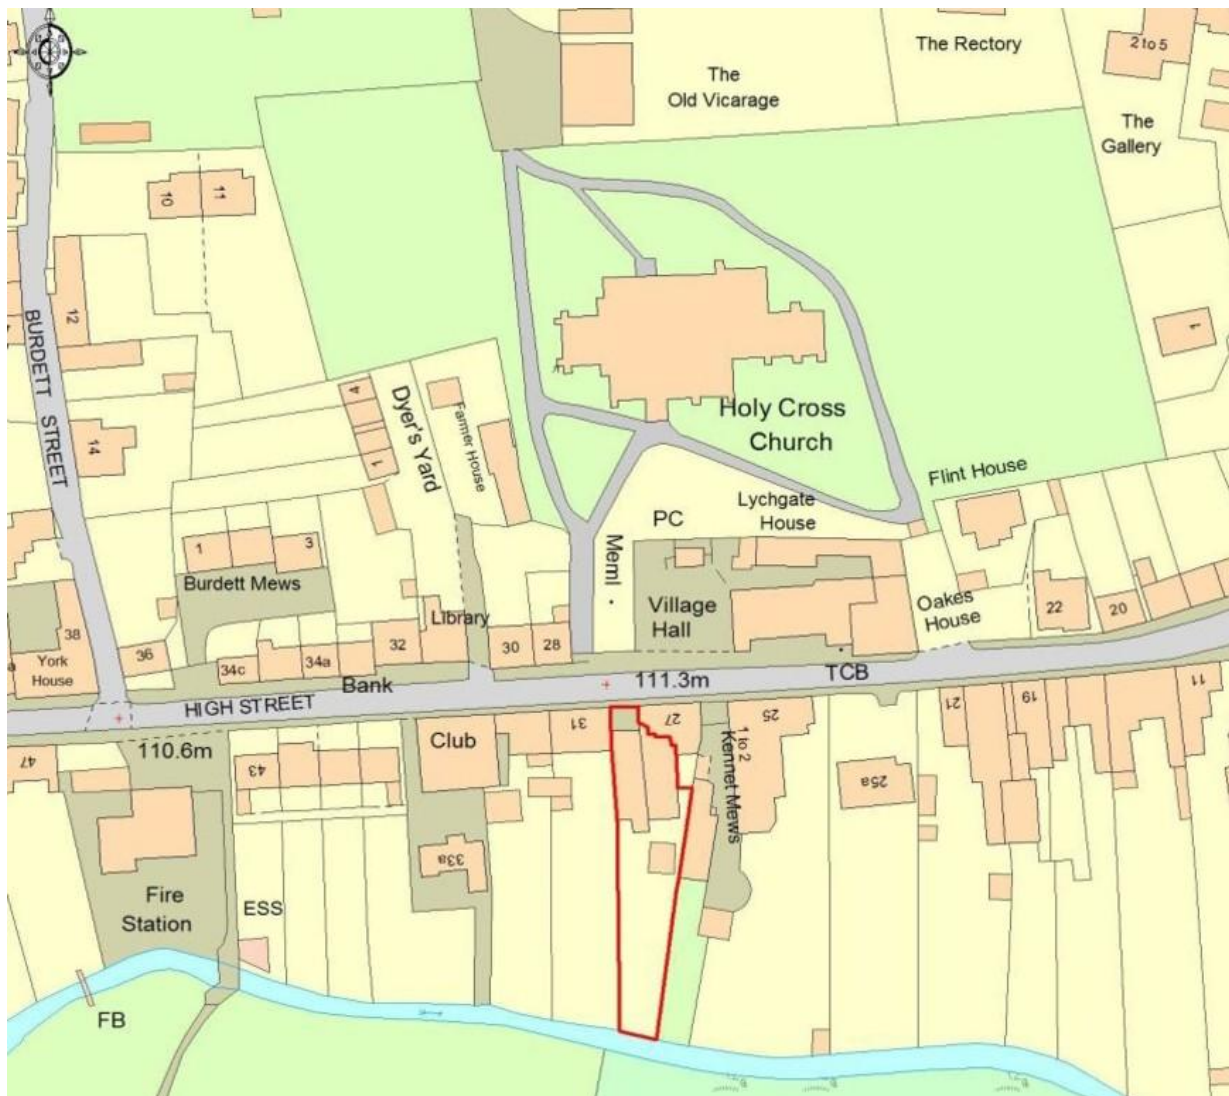 The Rectory
2 to 5
The
Old Vicarage
The
Gallery
10
11
12
BURDETT STREET
1
4
Dyer's Yard
Farmer House
1
14
Holy Cross
Church
Flint House
Lychgate
House
PC
1
3
Burdett Mews
Meml
Village
Hall
Oakes
House
22
20
Library
38
York
House
36
34c
34a
32
30
28
Bank
HIGH STREET
111.3m
TCB
110.6m
47
43
Club
31
27
25
1 to 2
Kennet Mews
21
19
11
25a
33a
Fire
Station
ESS
FB